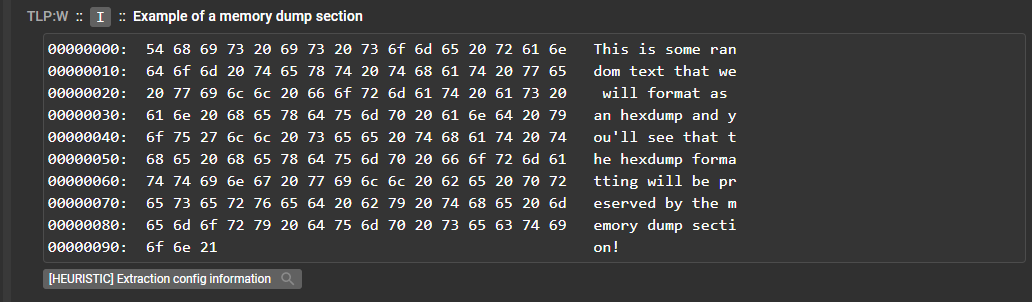 TLP:W :: I :: Example of a memory dump section
00000000: 54 68 69 73 20 69 73 20 73 6f 6d 65 20 72 61 6e This is some ran
00000010: 64 6f 6d 20 74 65 78 74 20 74 68 61 74 20 77 65 dom text that we
00000020: 20 77 69 6c 6c 20 66 6f 72 6d 61 74 20 61 73 20  will format as
00000030: 61 6e 20 68 65 78 64 75 6d 70 20 61 6e 64 20 79 an hexdump and y
00000040: 6f 75 27 6c 6c 20 73 65 65 20 74 68 61 74 20 74 ou'll see that t
00000050: 68 65 20 68 65 78 64 75 6d 70 20 66 6f 72 6d 61 he hexdump forma
00000060: 74 74 69 6e 67 20 77 69 6c 6c 20 62 65 20 70 72 tting will be pr
00000070: 65 73 65 72 76 65 64 20 62 79 20 74 68 65 20 6d eserved by the m
00000080: 65 6d 6f 72 79 20 64 75 6d 70 20 73 65 63 74 69 emory dump secti
00000090: 6f 6e 21 on!
[HEURISTIC] Extraction config information